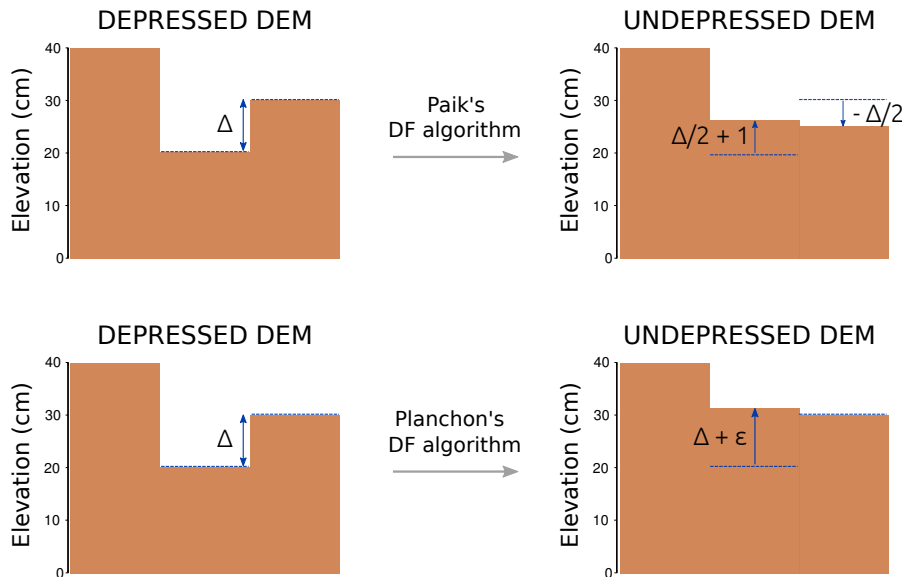 DEPRESSED DEM
UNDEPRESSED DEM
Elevation (cm)
40
30
20
10
0
Δ
Paik's
DF algorithm
Elevation (cm)
40
30
20
10
0
Δ/2 + 1
- Δ/2
DEPRESSED DEM
UNDEPRESSED DEM
Elevation (cm)
40
30
20
10
0
Δ
Planchon's
DF algorithm
Elevation (cm)
40
30
20
10
0
Δ + ε